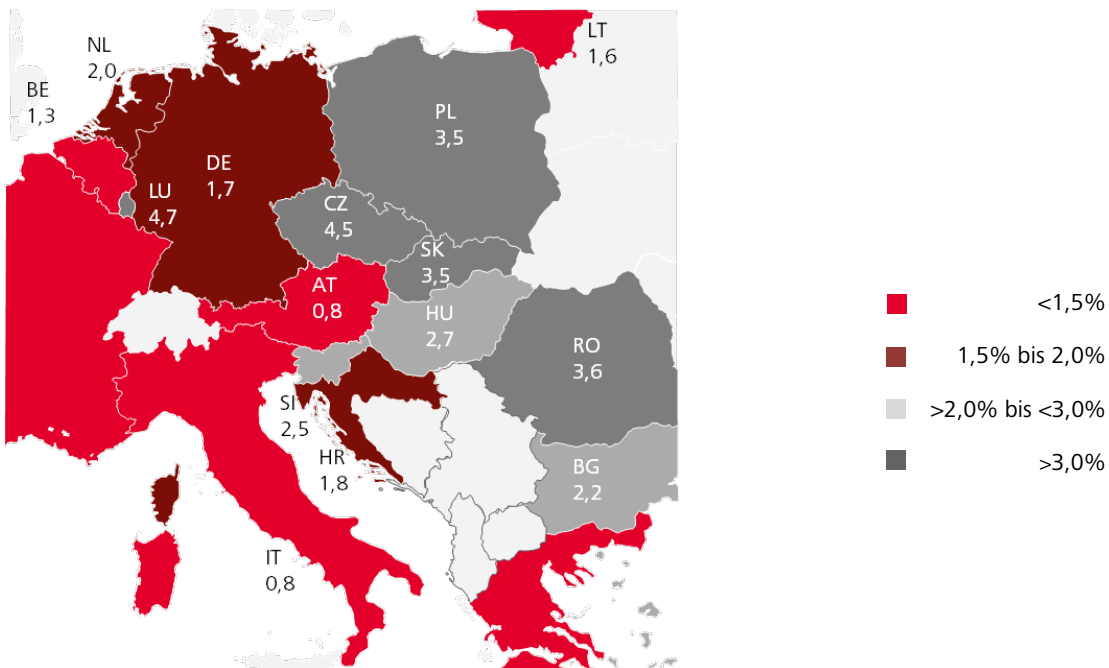 LT
1,6
NL
2,0
BE
1,3
PL
3,5
DE
1,7
LU
4,7
CZ
4,5
SK
3,5
AT
0,8
HU
2,7
RO
3,6
SI
2,5
HR
1,8
BG
2,2
IT
0,8
<1,5%
1,5% bis 2,0%
>2,0% bis <3,0%
>3,0%